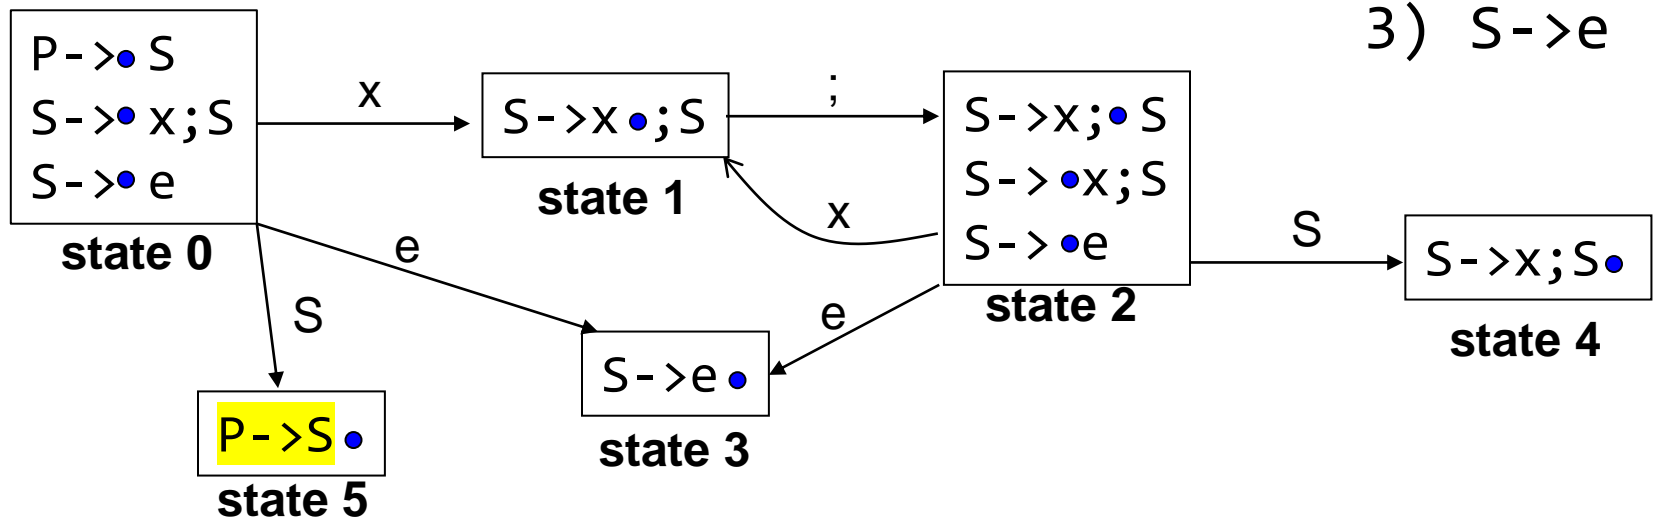 3) S->e
P->• S
S->• x;S
S->• e
state 0
x
S->x •;S
state 1
;
S->x;• S
S-> •x;S
S-> •e
state 2
x
e
S
e
S
S->x;S•
state 4
S->e •
state 3
P->S •
state 5